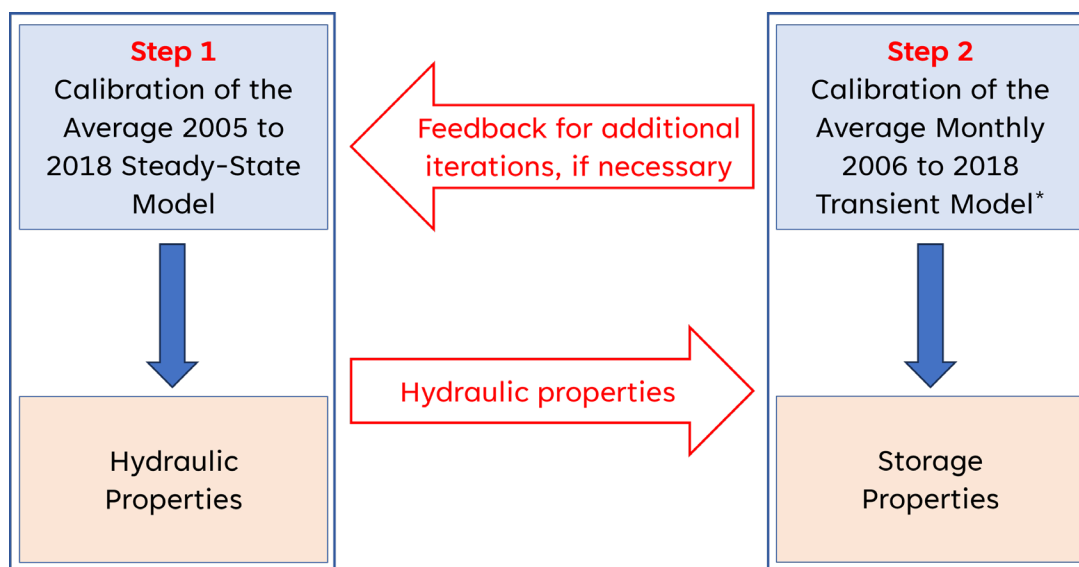 Step 1
Calibration of the
Average 2005 to
2018 Steady-State
Model
Hydraulic
Properties
Feedback for additional
iterations, if necessary
Hydraulic properties
Step 2
Calibration of the
Average Monthly
2006 to 2018
Transient Model*
Storage
Properties